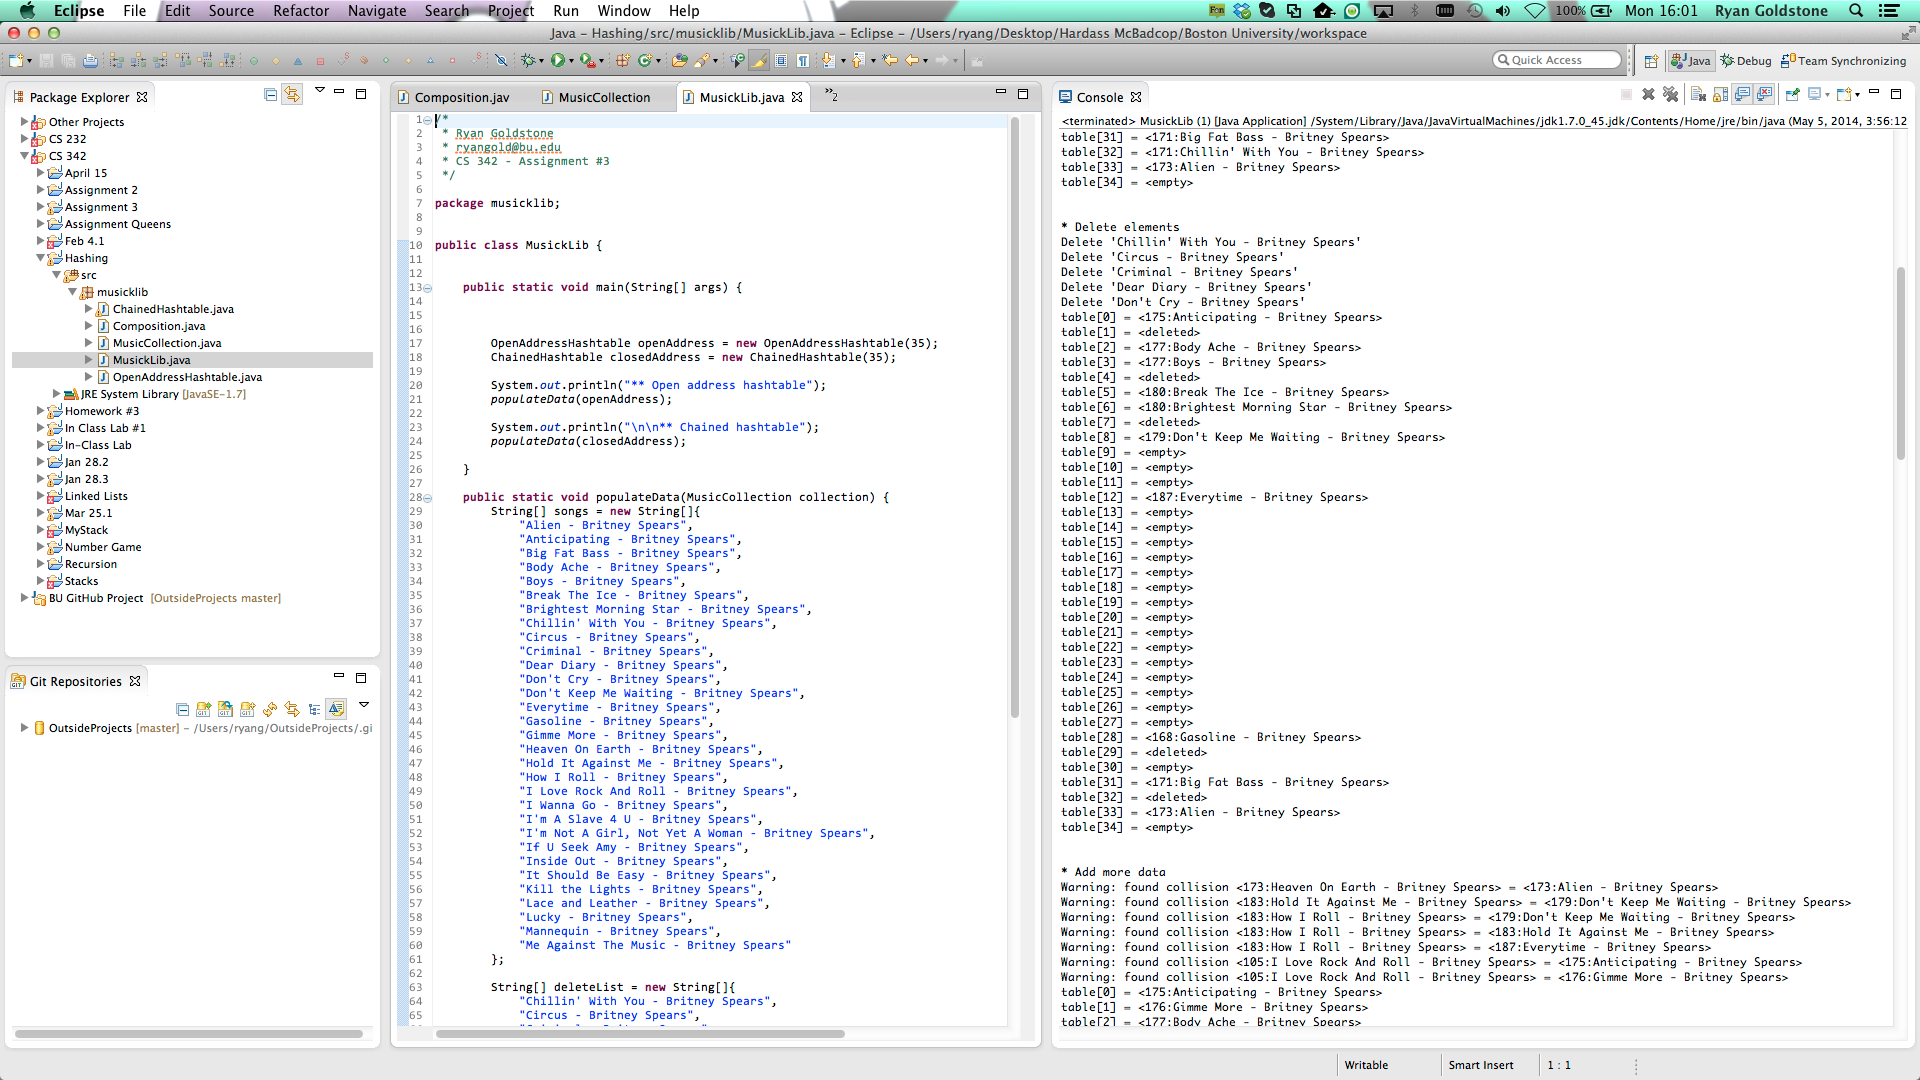 Eclipse File Edit Source Refactor Navigate Search Project Run Window Help 100% Mon 16:01 Ryan Goldstone
Java – Hashing/src/musicklib/MusickLib.java – Eclipse – /Users/ryang/Desktop/Hardass McBadcop/Boston University/workspace
Quick Access Java Debug Team Synchronizing
Package Explorer
Other Projects
CS 232
CS 342
April 15
Assignment 2
Assignment 3
Assignment Queens
Feb 4.1
Hashing
src
musicklib
ChainedHashtable.java
Composition.java
MusicCollection.java
MusickLib.java
OpenAddressHashtable.java
JRE System Library [JavaSE-1.7]
Homework #3
In Class Lab #1
In-Class Lab
Jan 28.2
Jan 28.3
Linked Lists
Mar 25.1
MyStack
Number Game
Recursion
Stacks
BU GitHub Project [OutsideProjects master]
Git Repositories
OutsideProjects [master] – /Users/ryang/OutsideProjects/.gi
Composition.jav MusicCollection MusickLib.java »2
1 /*
2 * Ryan Goldstone
3 * ryangold@bu.edu
4 * CS 342 - Assignment #3
5 */
6
7 package musicklib;
8
9
10 public class MusickLib {
11
12
13 public static void main(String[] args) {
14
15
16
17 OpenAddressHashtable openAddress = new OpenAddressHashtable(35);
18 ChainedHashtable closedAddress = new ChainedHashtable(35);
19
20 System.out.println("** Open address hashtable");
21 populateData(openAddress);
22
23 System.out.println("\n\n** Chained hashtable");
24 populateData(closedAddress);
25
26 }
27
28 public static void populateData(MusicCollection collection) {
29 String[] songs = new String[]{
30 "Alien - Britney Spears",
31 "Anticipating - Britney Spears",
32 "Big Fat Bass - Britney Spears",
33 "Body Ache - Britney Spears",
34 "Boys - Britney Spears",
35 "Break The Ice - Britney Spears",
36 "Brightest Morning Star - Britney Spears",
37 "Chillin' With You - Britney Spears",
38 "Circus - Britney Spears",
39 "Criminal - Britney Spears",
40 "Dear Diary - Britney Spears",
41 "Don't Cry - Britney Spears",
42 "Don't Keep Me Waiting - Britney Spears",
43 "Everytime - Britney Spears",
44 "Gasoline - Britney Spears",
45 "Gimme More - Britney Spears",
46 "Heaven On Earth - Britney Spears",
47 "Hold It Against Me - Britney Spears",
48 "How I Roll - Britney Spears",
49 "I Love Rock And Roll - Britney Spears",
50 "I Wanna Go - Britney Spears",
51 "I'm A Slave 4 U - Britney Spears",
52 "I'm Not A Girl, Not Yet A Woman - Britney Spears",
53 "If U Seek Amy - Britney Spears",
54 "Inside Out - Britney Spears",
55 "It Should Be Easy - Britney Spears",
56 "Kill the Lights - Britney Spears",
57 "Lace and Leather - Britney Spears",
58 "Lucky - Britney Spears",
59 "Mannequin - Britney Spears",
60 "Me Against The Music - Britney Spears"
61 };
62
63 String[] deleteList = new String[]{
64 "Chillin' With You - Britney Spears",
65 "Circus - Britney Spears",
Console
<terminated> MusickLib (1) [Java Application] /System/Library/Java/JavaVirtualMachines/jdk1.7.0_45.jdk/Contents/Home/jre/bin/java (May 5, 2014, 3:56:12
table[31] = <171:Big Fat Bass - Britney Spears>
table[32] = <171:Chillin' With You - Britney Spears>
table[33] = <173:Alien - Britney Spears>
table[34] = <empty>
* Delete elements
Delete 'Chillin' With You - Britney Spears'
Delete 'Circus - Britney Spears'
Delete 'Criminal - Britney Spears'
Delete 'Dear Diary - Britney Spears'
Delete 'Don't Cry - Britney Spears'
table[0] = <175:Anticipating - Britney Spears>
table[1] = <deleted>
table[2] = <177:Body Ache - Britney Spears>
table[3] = <177:Boys - Britney Spears>
table[4] = <deleted>
table[5] = <180:Break The Ice - Britney Spears>
table[6] = <180:Brightest Morning Star - Britney Spears>
table[7] = <deleted>
table[8] = <179:Don't Keep Me Waiting - Britney Spears>
table[9] = <empty>
table[10] = <empty>
table[11] = <empty>
table[12] = <187:Everytime - Britney Spears>
table[13] = <empty>
table[14] = <empty>
table[15] = <empty>
table[16] = <empty>
table[17] = <empty>
table[18] = <empty>
table[19] = <empty>
table[20] = <empty>
table[21] = <empty>
table[22] = <empty>
table[23] = <empty>
table[24] = <empty>
table[25] = <empty>
table[26] = <empty>
table[27] = <empty>
table[28] = <168:Gasoline - Britney Spears>
table[29] = <deleted>
table[30] = <empty>
table[31] = <171:Big Fat Bass - Britney Spears>
table[32] = <deleted>
table[33] = <173:Alien - Britney Spears>
table[34] = <empty>
* Add more data
Warning: found collision <173:Heaven On Earth - Britney Spears> = <173:Alien - Britney Spears>
Warning: found collision <183:Hold It Against Me - Britney Spears> = <179:Don't Keep Me Waiting - Britney Spears>
Warning: found collision <183:How I Roll - Britney Spears> = <179:Don't Keep Me Waiting - Britney Spears>
Warning: found collision <183:How I Roll - Britney Spears> = <183:Hold It Against Me - Britney Spears>
Warning: found collision <183:How I Roll - Britney Spears> = <187:Everytime - Britney Spears>
Warning: found collision <105:I Love Rock And Roll - Britney Spears> = <175:Anticipating - Britney Spears>
Warning: found collision <105:I Love Rock And Roll - Britney Spears> = <176:Gimme More - Britney Spears>
table[0] = <175:Anticipating - Britney Spears>
table[1] = <176:Gimme More - Britney Spears>
table[2] = <177:Body Ache - Britney Spears>
Writable Smart Insert 1 : 1